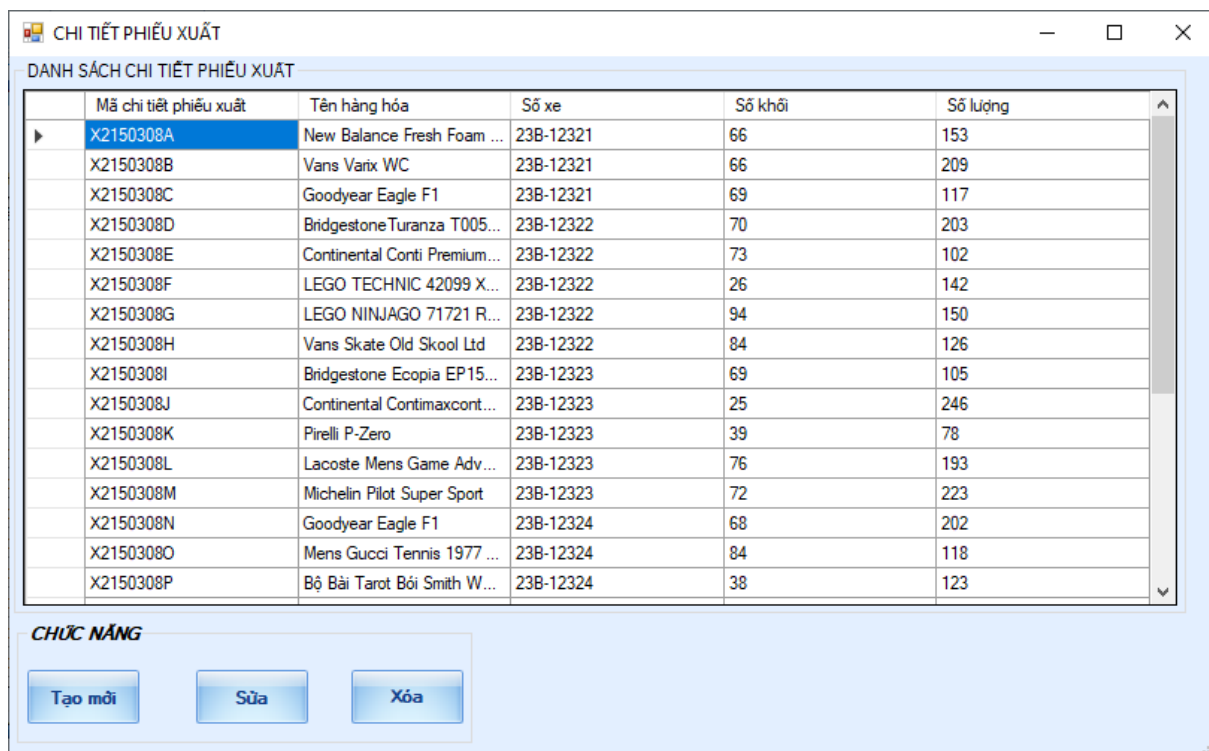 CHI TIẾT PHIẾU XUẤT
DANH SÁCH CHI TIẾT PHIẾU XUẤT
Mã chi tiết phiếu xuất Tên hàng hóa Số xe Số khối Số lượng
X2150308A New Balance Fresh Foam ... 23B-12321 66 153
X2150308B Vans Varix WC 23B-12321 66 209
X2150308C Goodyear Eagle F1 23B-12321 69 117
X2150308D BridgestoneTuranza T005... 23B-12322 70 203
X2150308E Continental Conti Premium... 23B-12322 73 102
X2150308F LEGO TECHNIC 42099 X... 23B-12322 26 142
X2150308G LEGO NINJAGO 71721 R... 23B-12322 94 150
X2150308H Vans Skate Old Skool Ltd 23B-12322 84 126
X2150308I Bridgestone Ecopia EP15... 23B-12323 69 105
X2150308J Continental Contimaxcont... 23B-12323 25 246
X2150308K Pirelli P-Zero 23B-12323 39 78
X2150308L Lacoste Mens Game Adv... 23B-12323 76 193
X2150308M Michelin Pilot Super Sport 23B-12323 72 223
X2150308N Goodyear Eagle F1 23B-12324 68 202
X2150308O Mens Gucci Tennis 1977 ... 23B-12324 84 118
X2150308P Bộ Bài Tarot Bói Smith W... 23B-12324 38 123
CHỨC NĂNG
Tạo mới Sửa Xóa